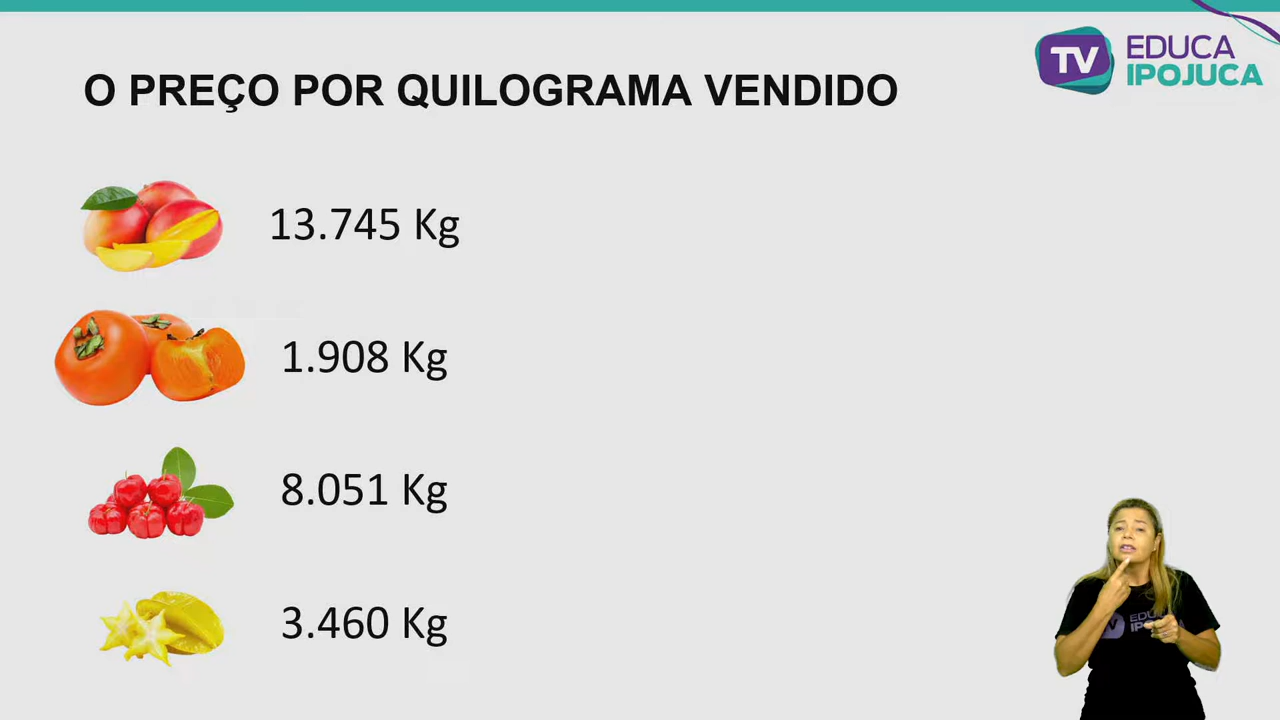 TV EDUCA
IPOJUCA
O PREÇO POR QUILOGRAMA VENDIDO
13.745 Kg
1.908 Kg
8.051 Kg
3.460 Kg